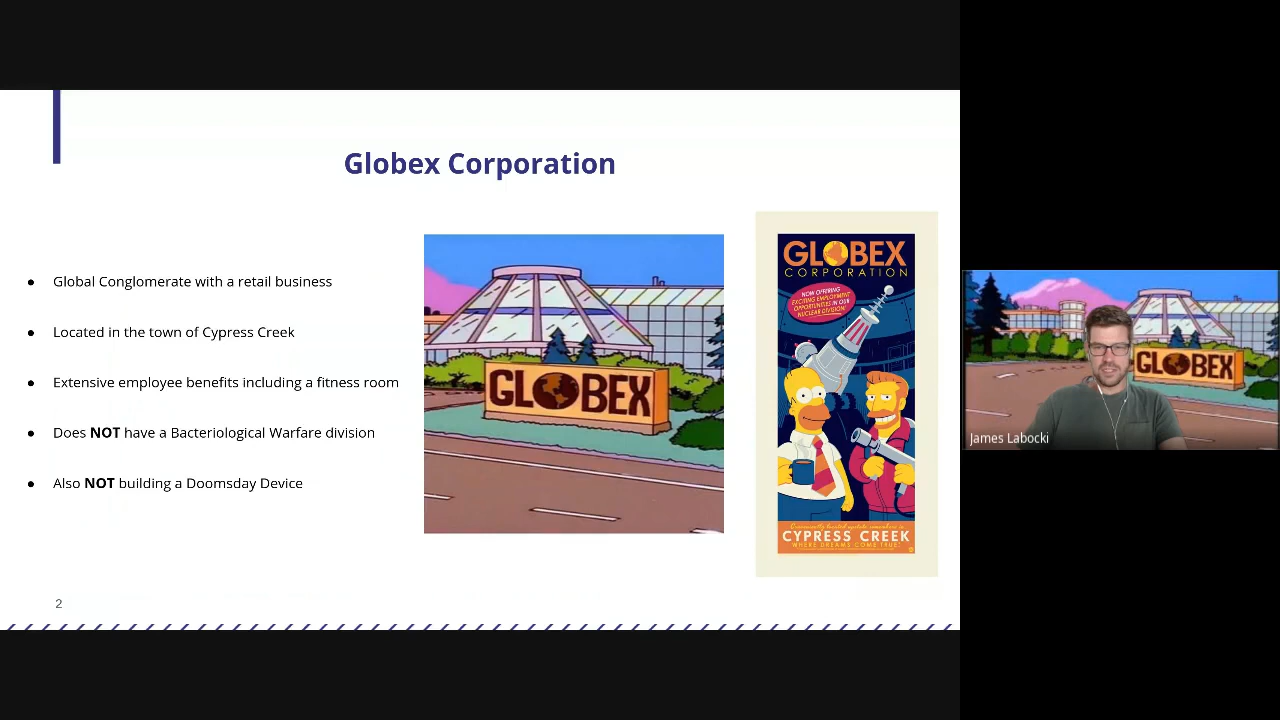 Globex Corporation
● Global Conglomerate with a retail business
● Located in the town of Cypress Creek
● Extensive employee benefits including a fitness room
● Does NOT have a Bacteriological Warfare division
● Also NOT building a Doomsday Device
2
GLOBEX
GLOBEX
CORPORATION
NOW OFFERING
EXCITING EMPLOYMENT
OPPORTUNITIES IN OUR
NUCLEAR DIVISION!
CYPRESS CREEK
WHERE DREAMS COME TRUE
GLOBEX
James Labocki